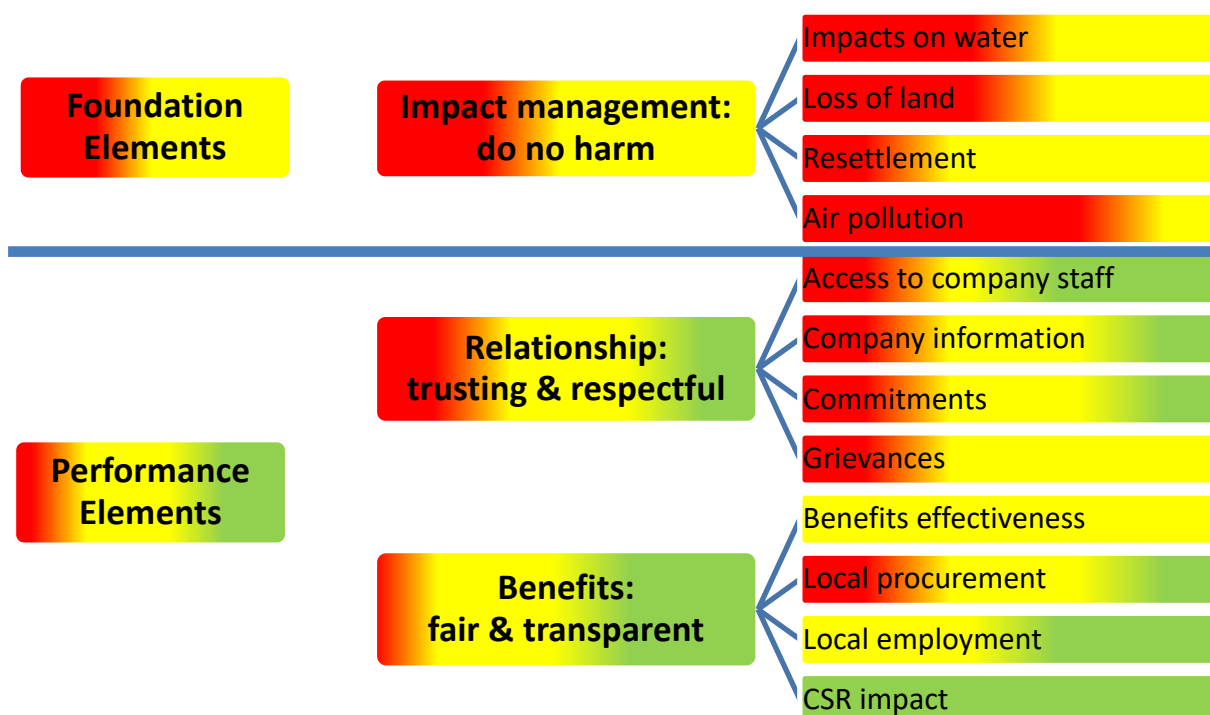 Foundation
Elements
Impact management:
do no harm
Impacts on water
Loss of land
Resettlement
Air pollution
Performance
Elements
Relationship:
trusting & respectful
Access to company staff
Company information
Commitments
Grievances
Benefits:
fair & transparent
Benefits effectiveness
Local procurement
Local employment
CSR impact